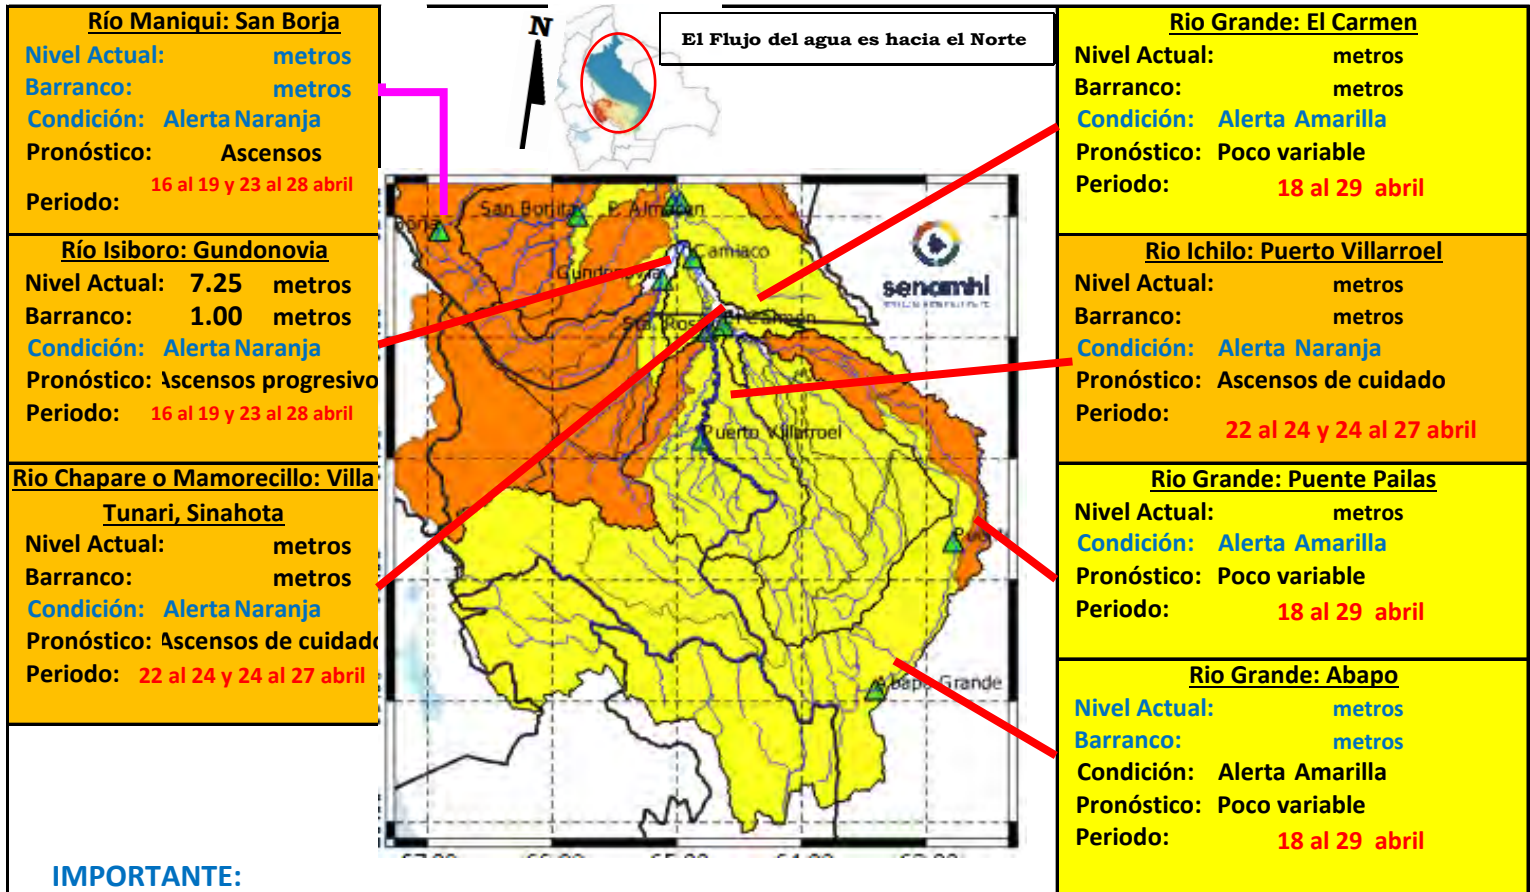 Río Maniqui: San Borja
Nivel Actual: metros
Barranco: metros
Condición: Alerta Naranja
Pronóstico: Ascensos
16 al 19 y 23 al 28 abril
Periodo:
Río Isiboro: Gundonovia
Nivel Actual: 7.25 metros
Barranco: 1.00 metros
Condición: Alerta Naranja
Pronóstico: Ascensos progresivo
Periodo: 16 al 19 y 23 al 28 abril
Rio Chapare o Mamorecillo: Villa
Tunari, Sinahota
Nivel Actual: metros
Barranco: metros
Condición: Alerta Naranja
Pronóstico: Ascensos de cuidado
Periodo: 22 al 24 y 24 al 27 abril
IMPORTANTE:
N
El Flujo del agua es hacia el Norte
San Borjita
P. Almacen
Camiaco
Gundonovia
senamhi
Sta. Rosa
El Carmen
Puerto Villarroel
Abapo Grande
Rio Grande: El Carmen
Nivel Actual: metros
Barranco: metros
Condición: Alerta Amarilla
Pronóstico: Poco variable
Periodo: 18 al 29 abril
Rio Ichilo: Puerto Villarroel
Nivel Actual: metros
Barranco: metros
Condición: Alerta Naranja
Pronóstico: Ascensos de cuidado
Periodo:
22 al 24 y 24 al 27 abril
Rio Grande: Puente Pailas
Nivel Actual: metros
Condición: Alerta Amarilla
Pronóstico: Poco variable
Periodo: 18 al 29 abril
Rio Grande: Abapo
Nivel Actual: metros
Barranco: metros
Condición: Alerta Amarilla
Pronóstico: Poco variable
Periodo: 18 al 29 abril